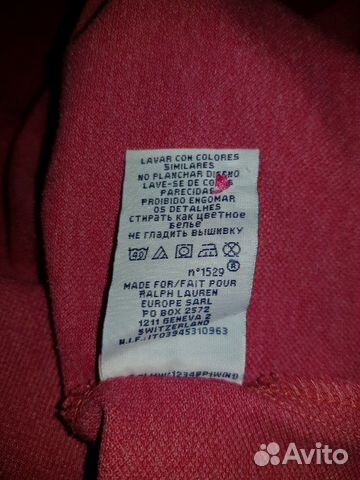 LAVAR CON COLORES
SIMILARES
NO PLANCHAR DISEÑO
LAVE-SE DE CORES
PARECIDAS
PROIBIDO ENGOMAR
OS DETALHES
СТИРАТЬ КАК ЦВЕТНОЕ
БЕЛЬЕ
НЕ ГЛАДИТЬ ВЫШИВКУ
40
n°1529 ®
MADE FOR/FAIT POUR
RALPH LAUREN
EUROPE SARL
PO BOX 2572
1211 GENEVA 2
SWITZERLAND
N.I.F.:IT03945310963
Avito